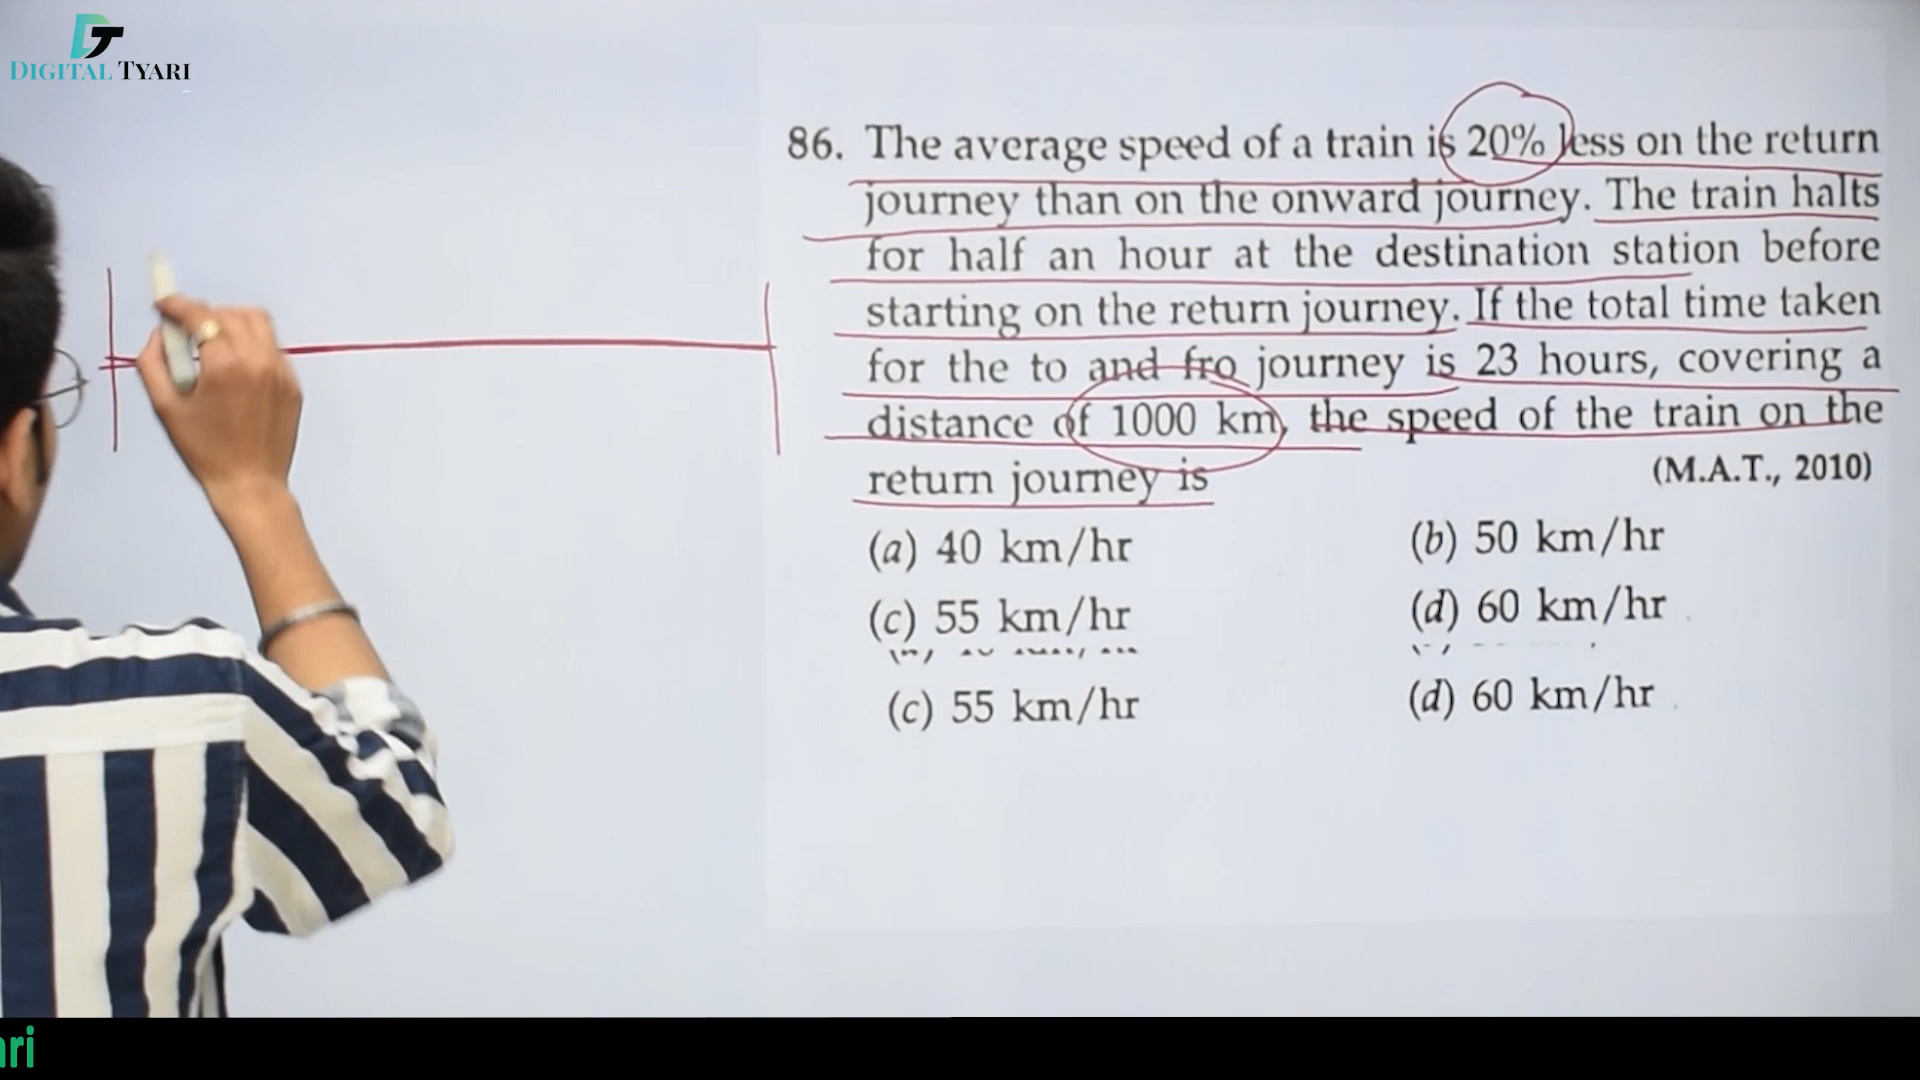 DIGITAL TYARI
86. The average speed of a train is 20% less on the return
journey than on the onward journey. The train halts
for half an hour at the destination station before
starting on the return journey. If the total time taken
for the to and fro journey is 23 hours, covering a
distance of 1000 km, the speed of the train on the
return journey is
(M.A.T., 2010)
(a) 40 km/hr (b) 50 km/hr
(c) 55 km/hr (d) 60 km/hr
(c) 55 km/hr (d) 60 km/hr
ari